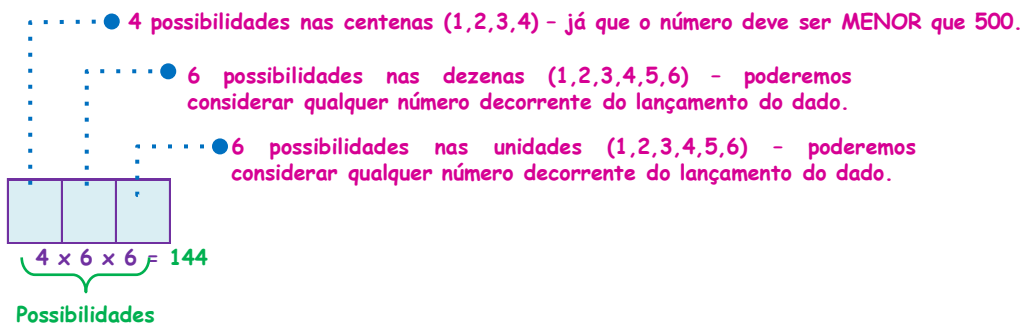 4 possibilidades nas centenas (1,2,3,4) – já que o número deve ser MENOR que 500.
6 possibilidades nas dezenas (1,2,3,4,5,6) – poderemos
considerar qualquer número decorrente do lançamento do dado.
6 possibilidades nas unidades (1,2,3,4,5,6) – poderemos
considerar qualquer número decorrente do lançamento do dado.
4 x 6 x 6 = 144
Possibilidades